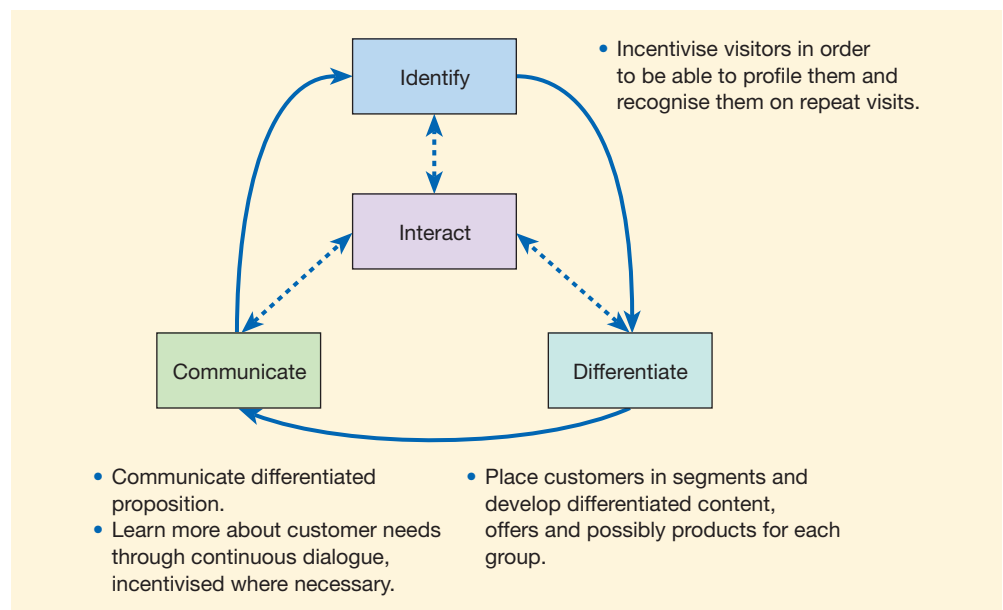 Identify
• Incentivise visitors in order
to be able to profile them and
recognise them on repeat visits.
Interact
Communicate
Differentiate
• Communicate differentiated
proposition.
• Learn more about customer needs
through continuous dialogue,
incentivised where necessary.
• Place customers in segments and
develop differentiated content,
offers and possibly products for each
group.